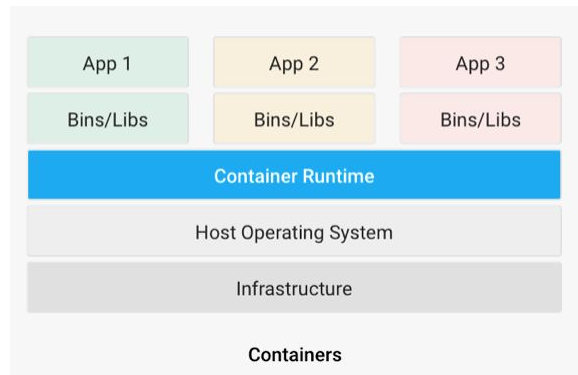 App 1 App 2 App 3
Bins/Libs Bins/Libs Bins/Libs
Container Runtime
Host Operating System
Infrastructure
Containers